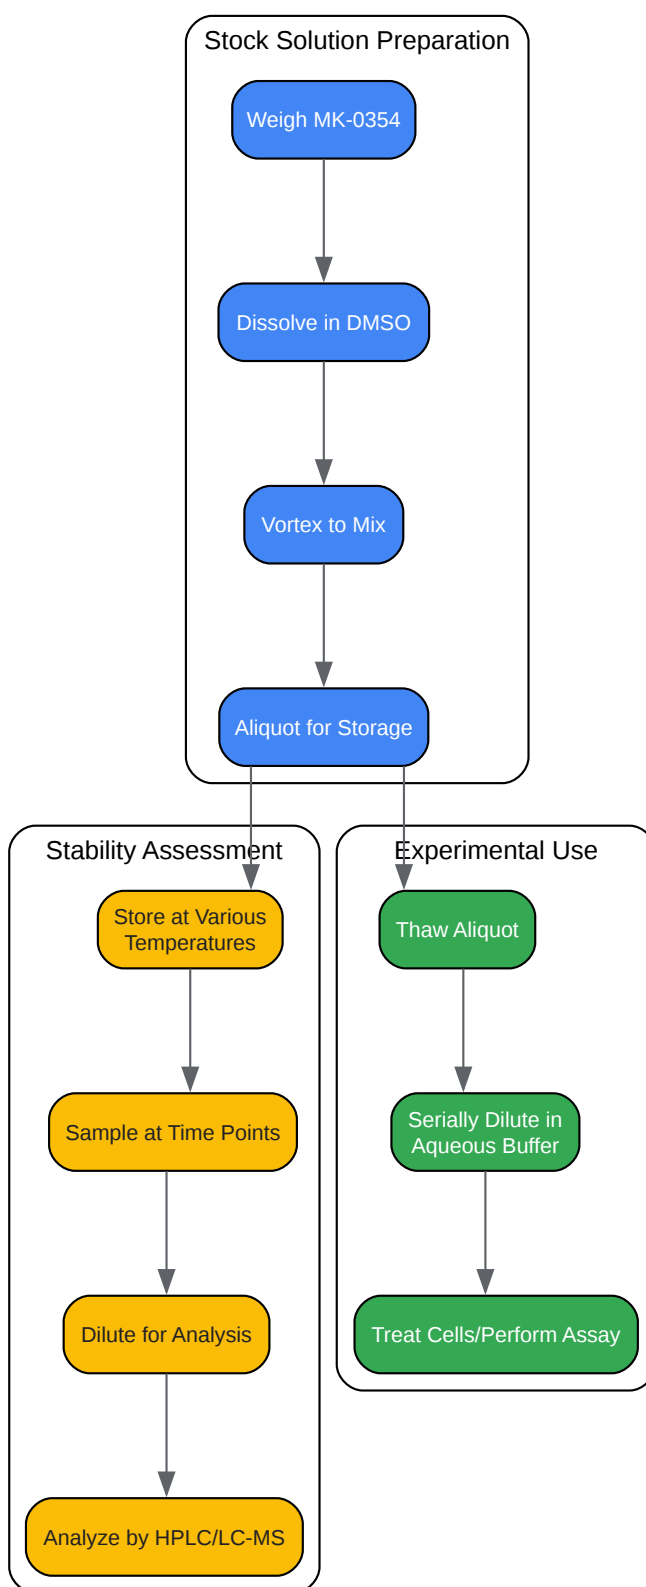 Stock Solution Preparation
Weigh MK-0354
Dissolve in DMSO
Vortex to Mix
Aliquot for Storage
Stability Assessment
Store at Various
Temperatures
Sample at Time Points
Dilute for Analysis
Analyze by HPLC/LC-MS
Experimental Use
Thaw Aliquot
Serially Dilute in
Aqueous Buffer
Treat Cells/Perform Assay